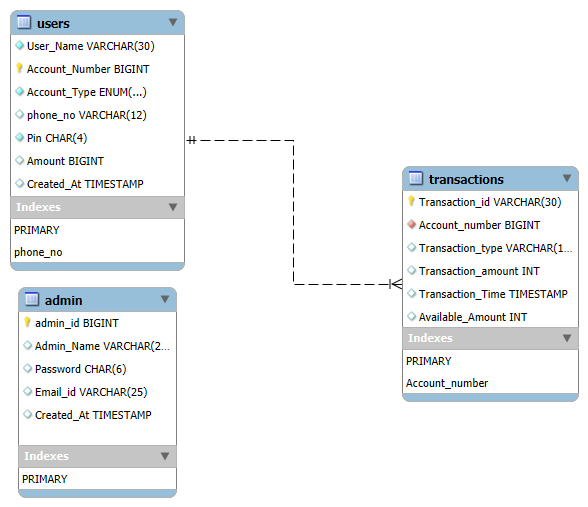 users
User_Name VARCHAR(30)
Account_Number BIGINT
Account_Type ENUM(...)
phone_no VARCHAR(12)
Pin CHAR(4)
Amount BIGINT
Created_At TIMESTAMP
Indexes
PRIMARY
phone_no
admin
admin_id BIGINT
Admin_Name VARCHAR(2...
Password CHAR(6)
Email_id VARCHAR(25)
Created_At TIMESTAMP
Indexes
PRIMARY
transactions
Transaction_id VARCHAR(30)
Account_number BIGINT
Transaction_type VARCHAR(1...
Transaction_amount INT
Transaction_Time TIMESTAMP
Available_Amount INT
Indexes
PRIMARY
Account_number